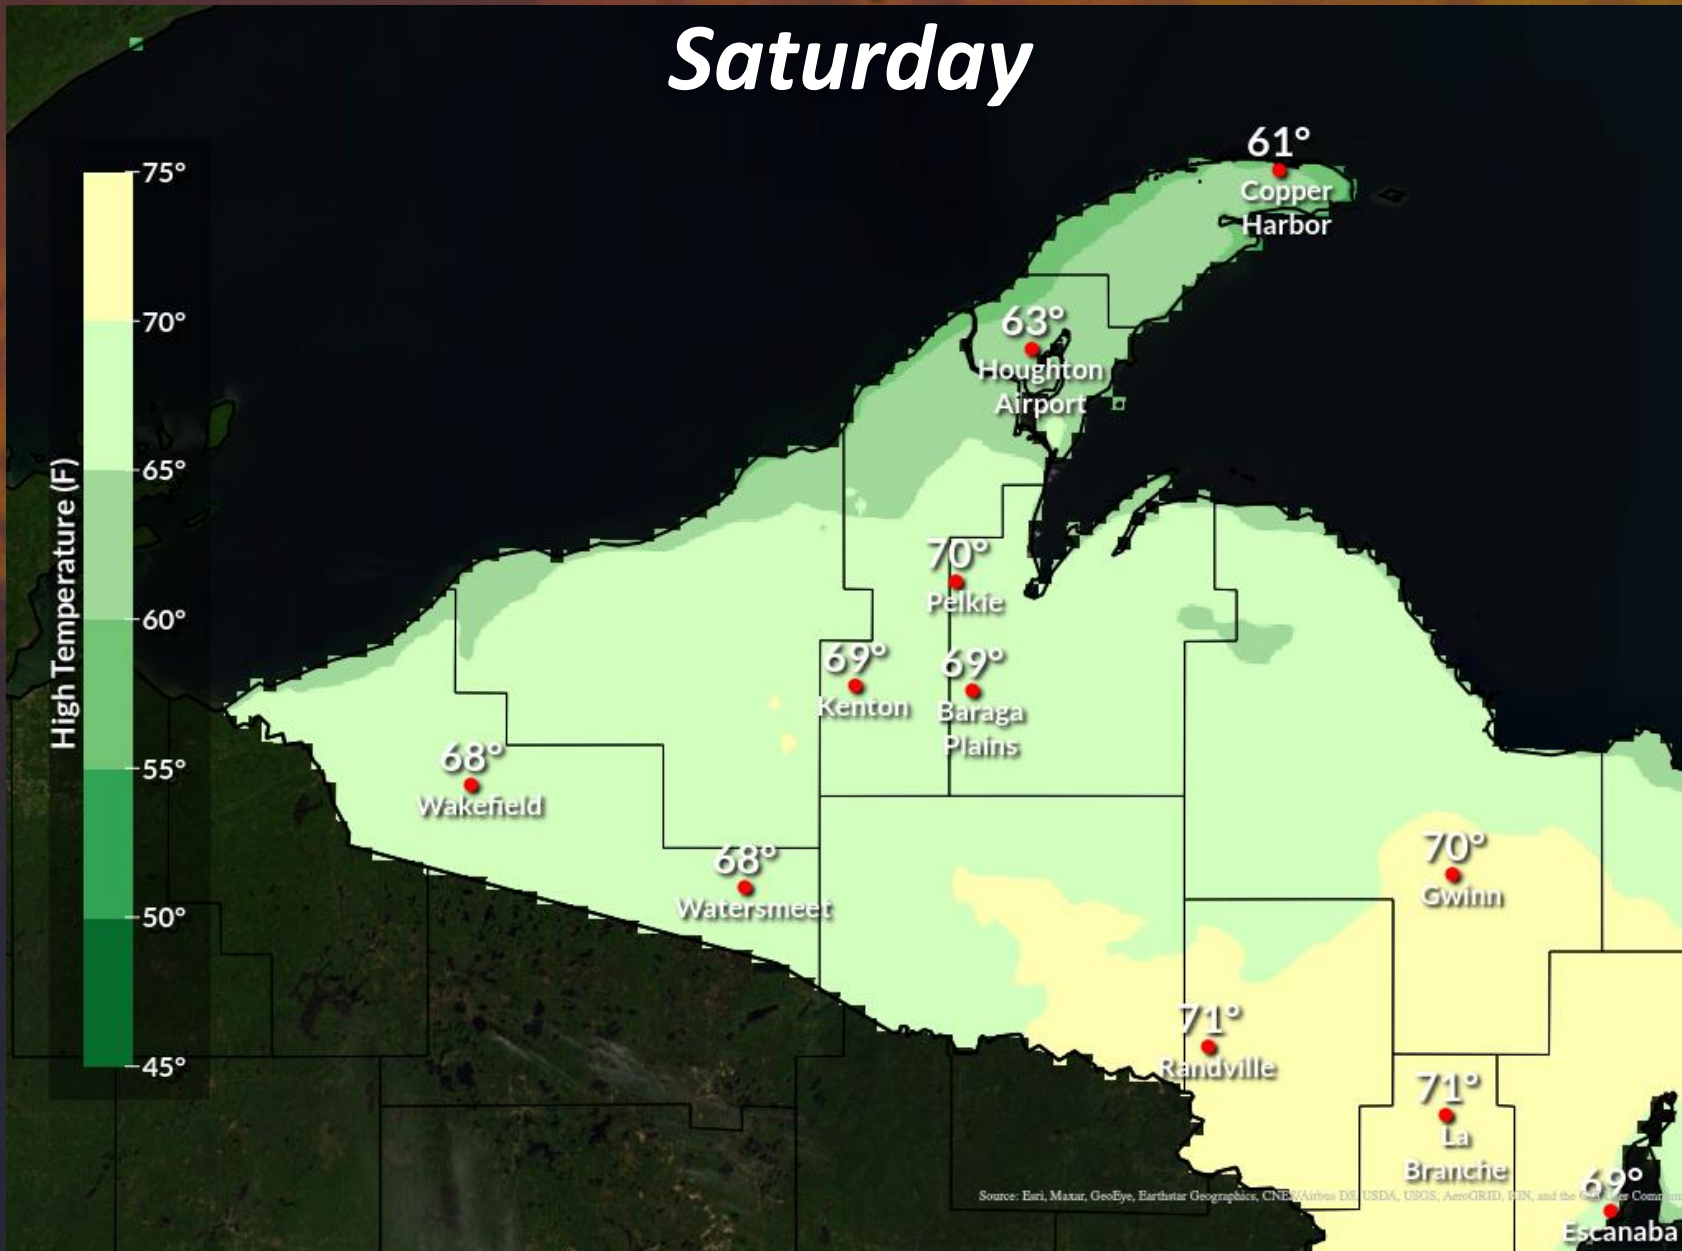 Saturday
75°
70°
65°
60°
55°
50°
45°
High Temperature (F)
61°
Copper
Harbor
63°
Houghton
Airport
70°
Pelkie
69°
Kenton
69°
Baraga
Plains
68°
Wakefield
68°
Watersmeet
70°
Gwinn
71°
Randville
71°
La
Branche
69°
Escanaba
Source: Esri, Maxar, GeoEye, Earthstar Geographics, CNES/Airbus DS, USDA, USGS, AeroGRID, IGN, and the GIS User